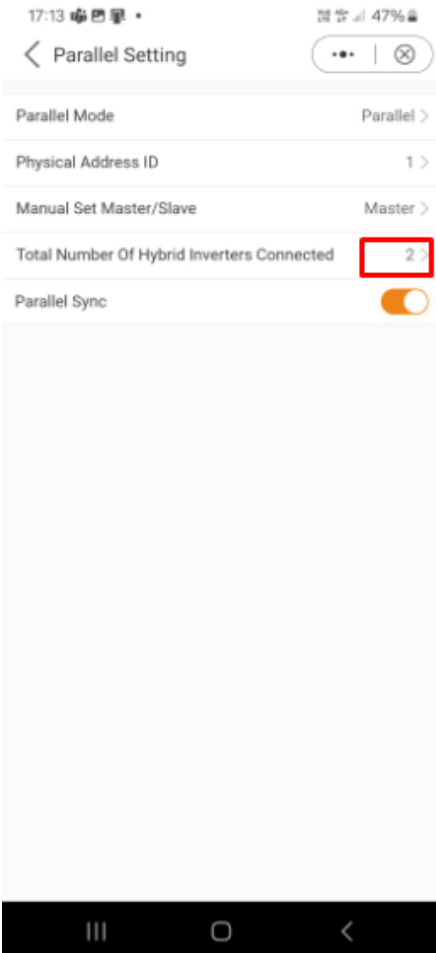 17:13
47%
Parallel Setting
Parallel Mode Parallel >
Physical Address ID 1 >
Manual Set Master/Slave Master >
Total Number Of Hybrid Inverters Connected 2 >
Parallel Sync